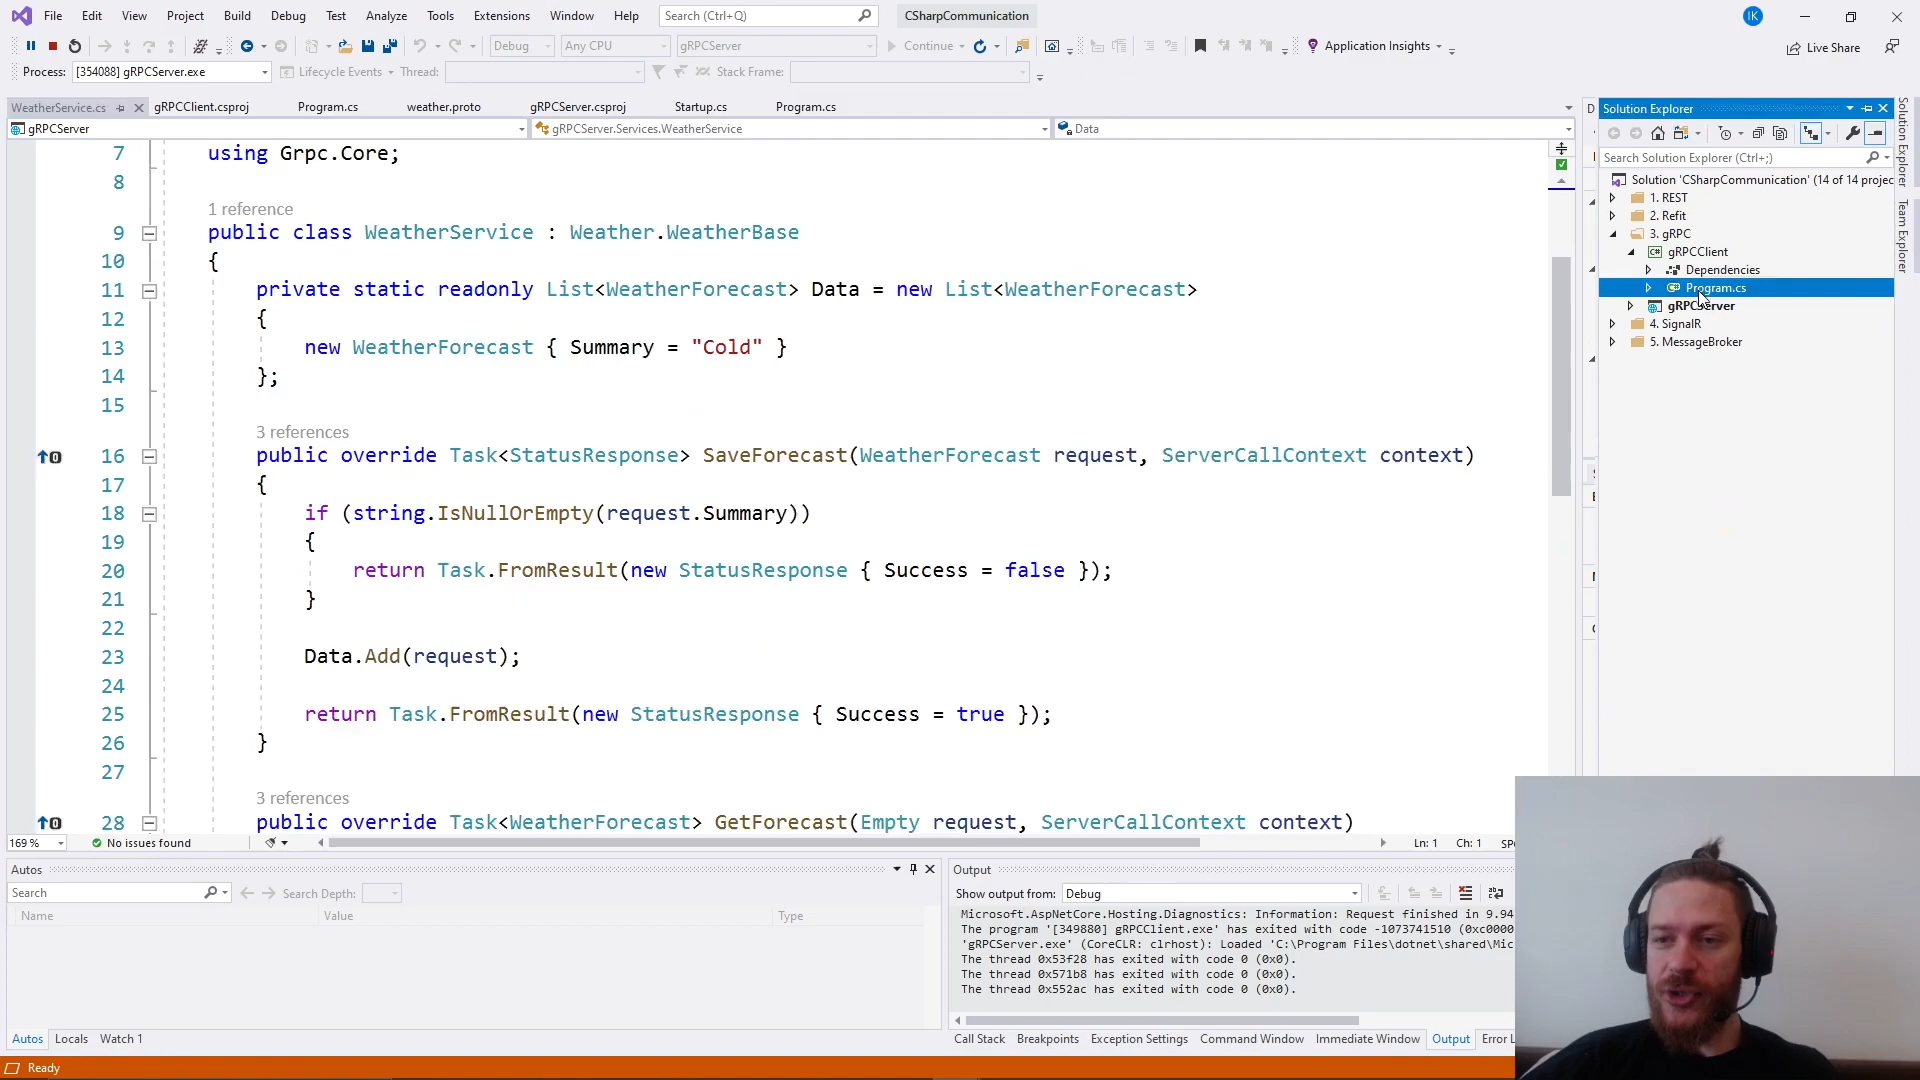 File Edit View Project Build Debug Test Analyze Tools Extensions Window Help Search (Ctrl+Q) CSharpCommunication IK
Debug Any CPU gRPCServer Continue Application Insights Live Share
Process: [354088] gRPCServer.exe Lifecycle Events Thread: Stack Frame:
WeatherService.cs gRPCClient.csproj Program.cs weather.proto gRPCServer.csproj Startup.cs Program.cs
gRPCServer gRPCServer.Services.WeatherService Data
7 using Grpc.Core;
8
1 reference
9 public class WeatherService : Weather.WeatherBase
10 {
11 private static readonly List<WeatherForecast> Data = new List<WeatherForecast>
12 {
13 new WeatherForecast { Summary = "Cold" }
14 };
15
3 references
16 public override Task<StatusResponse> SaveForecast(WeatherForecast request, ServerCallContext context)
17 {
18 if (string.IsNullOrEmpty(request.Summary))
19 {
20 return Task.FromResult(new StatusResponse { Success = false });
21 }
22
23 Data.Add(request);
24
25 return Task.FromResult(new StatusResponse { Success = true });
26 }
27
3 references
28 public override Task<WeatherForecast> GetForecast(Empty request, ServerCallContext context)
169 % No issues found Ln: 1 Ch: 1
Solution Explorer
Search Solution Explorer (Ctrl+;)
Solution 'CSharpCommunication' (14 of 14 projec
1. REST
2. Refit
3. gRPC
gRPCClient
Dependencies
Program.cs
gRPCServer
4. SignalR
5. MessageBroker
Solution Explorer
Team Explorer
Autos
Search Search Depth:
Name Value Type
Autos Locals Watch 1
Output
Show output from: Debug
Microsoft.AspNetCore.Hosting.Diagnostics: Information: Request finished in 9.94
The program '[349880] gRPCClient.exe' has exited with code -1073741510 (0xc0000
'gRPCServer.exe' (CoreCLR: clrhost): Loaded 'C:\Program Files\dotnet\shared\Mic
The thread 0x53f28 has exited with code 0 (0x0).
The thread 0x571b8 has exited with code 0 (0x0).
The thread 0x552ac has exited with code 0 (0x0).
Call Stack Breakpoints Exception Settings Command Window Immediate Window Output Error L
Ready